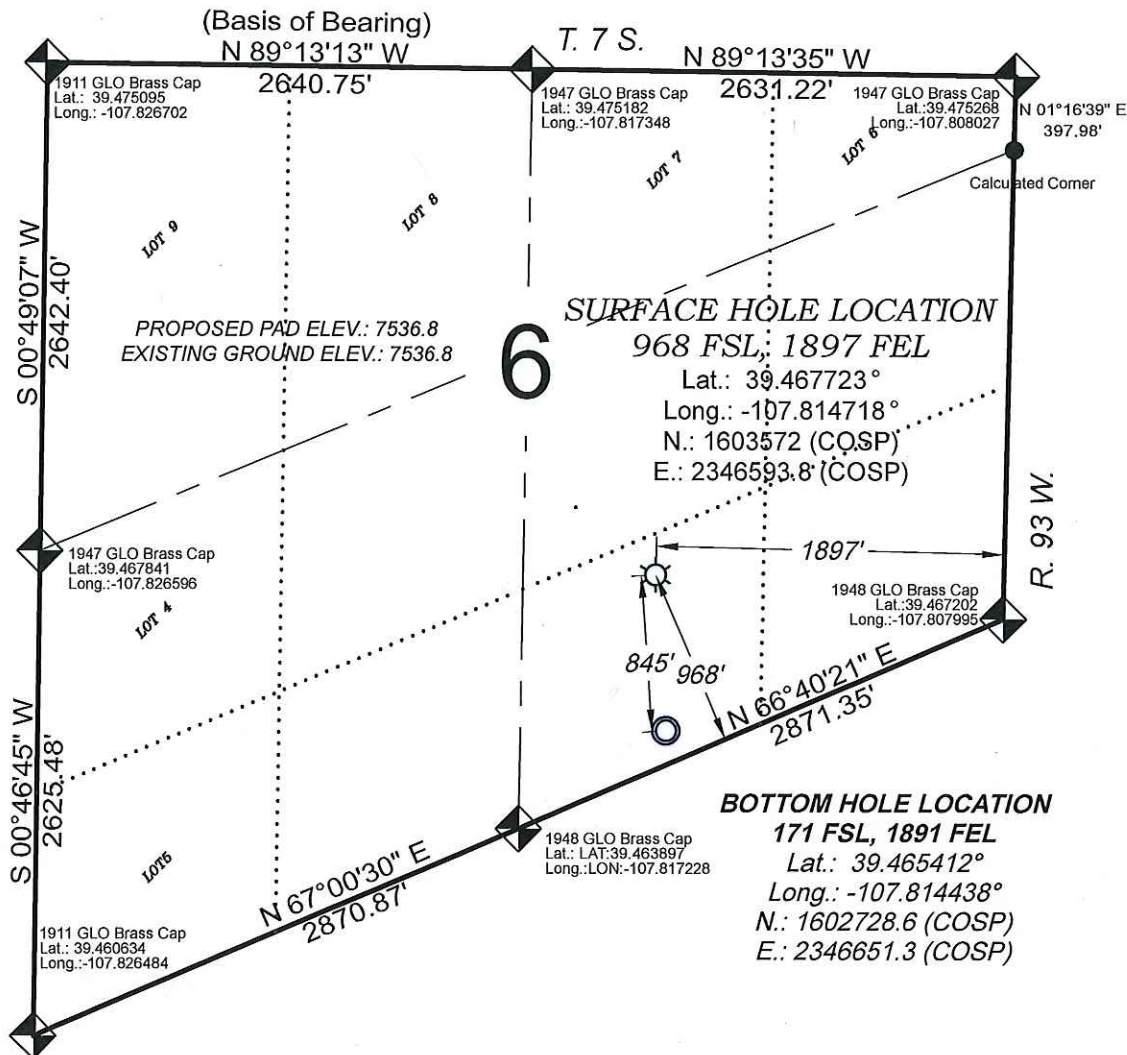 (Basis of Bearing)
N 89°13'13" W
2640.75'
T. 7 S.
N 89°13'35" W
2631.22'
1911 GLO Brass Cap
Lat.: 39.475095
Long.: -107.826702
1947 GLO Brass Cap
Lat.: 39.475182
Long.:-107.817348
1947 GLO Brass Cap
Lat.:39.475268
Long.:-107.808027
N 01°16'39" E
397.98'
Calculated Corner
LOT 9
LOT 8
LOT 7
LOT 6
S 00°49'07" W
2642.40'
PROPOSED PAD ELEV.: 7536.8
EXISTING GROUND ELEV.: 7536.8
6
SURFACE HOLE LOCATION
968 FSL, 1897 FEL
Lat.: 39.467723°
Long.: -107.814718°
N.: 1603572 (COSP)
E.: 2346593.8 (COSP)
R. 93 W.
1947 GLO Brass Cap
Lat.:39.467841
Long.:-107.826596
LOT 4
1897'
1948 GLO Brass Cap
Lat.:39.467202
Long.:-107.807995
845'
968'
N 66°40'21" E
2871.35'
S 00°46'45" W
2625.48'
LOT5
N 67°00'30" E
2870.87'
1948 GLO Brass Cap
Lat.: LAT:39.463897
Long.:LON:-107.817228
1911 GLO Brass Cap
Lat.: 39.460634
Long.:-107.826484
BOTTOM HOLE LOCATION
171 FSL, 1891 FEL
Lat.: 39.465412°
Long.: -107.814438°
N.: 1602728.6 (COSP)
E.: 2346651.3 (COSP)